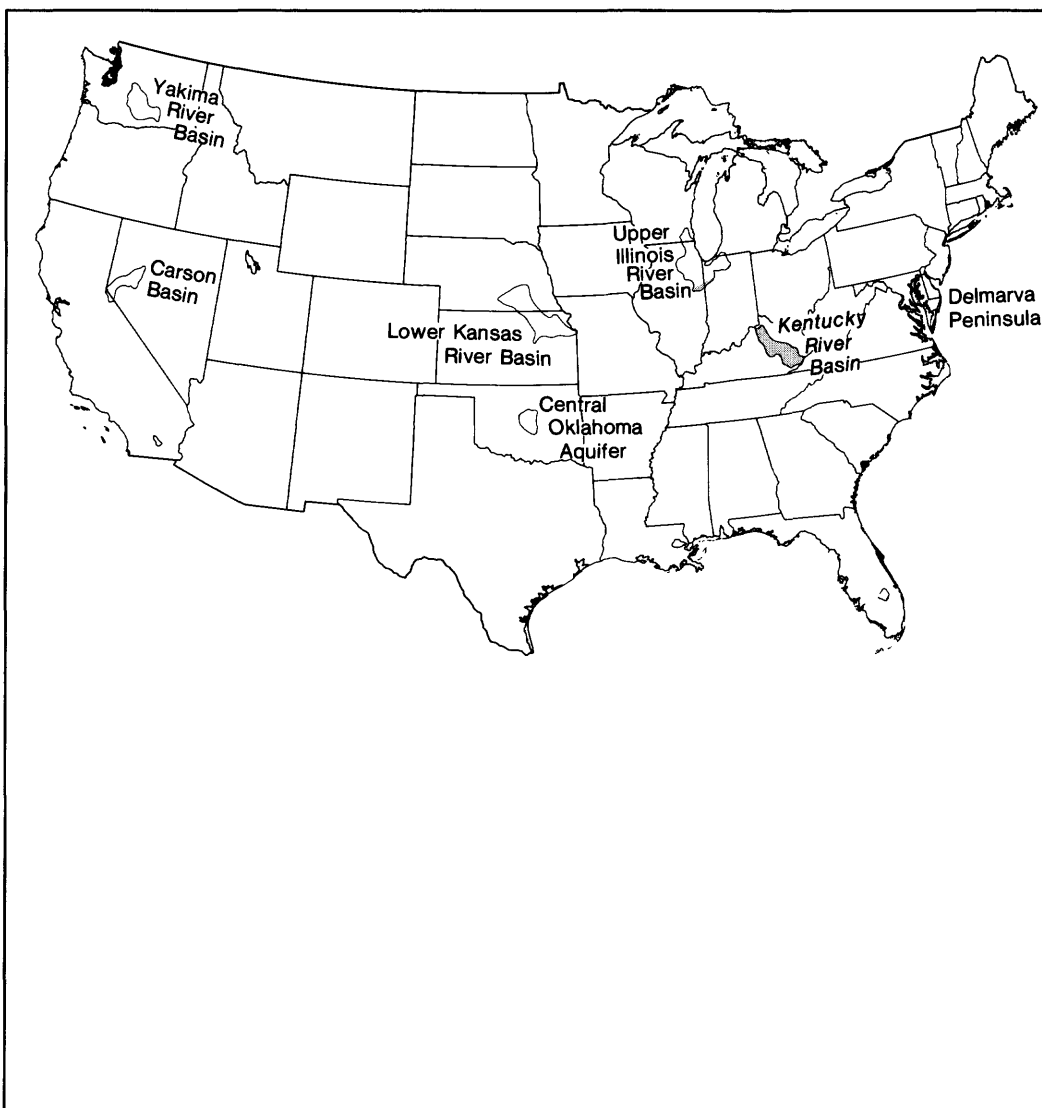 Yakima
River
Basin
Carson
Basin
Lower Kansas
River Basin
Central
Oklahoma
Aquifer
Upper
Illinois
River
Basin
Kentucky
River
Basin
Delmarva
Peninsula